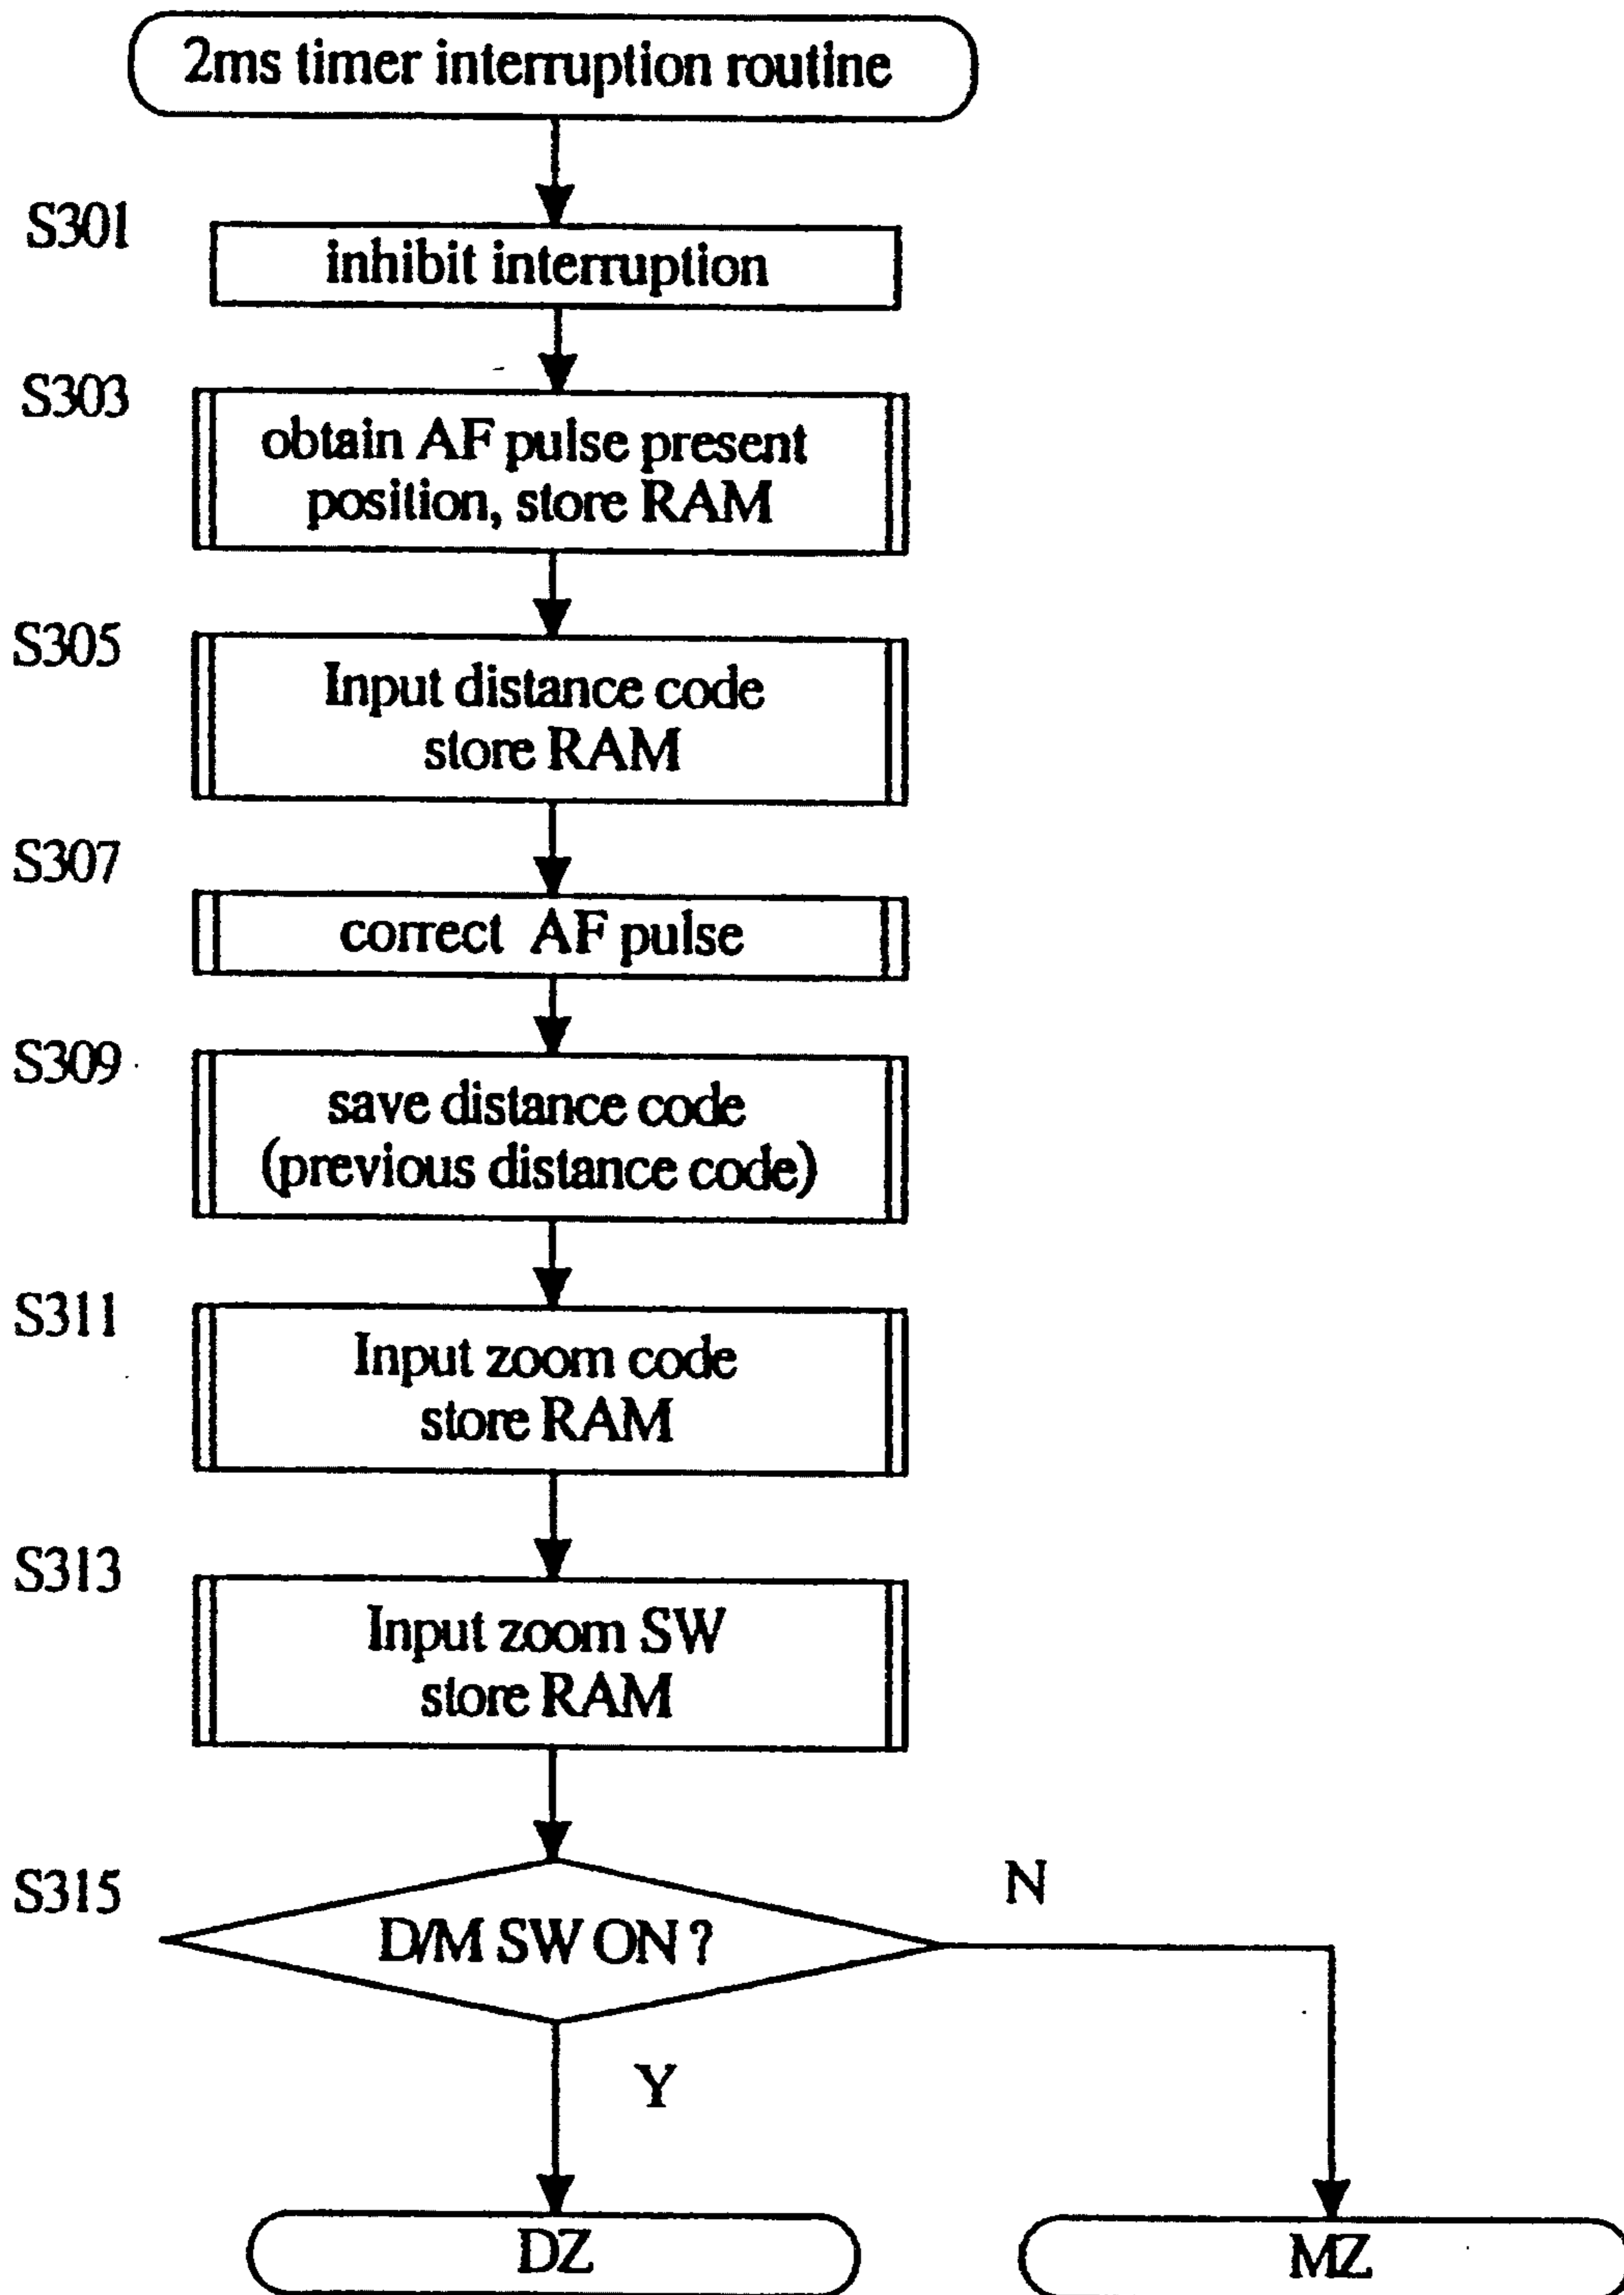 2ms timer interruption routine
S301
inhibit interruption
S303
obtain AF pulse present
position, store RAM
S305
Input distance code
store RAM
S307
correct AF pulse
S309
save distance code
(previous distance code)
S311
Input zoom code
store RAM
S313
Input zoom SW
store RAM
S315
D/M SW ON ?
N
Y
DZ
MZ